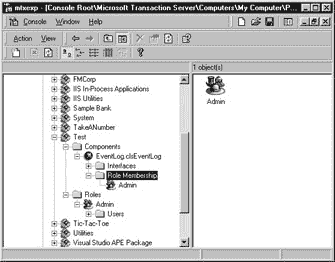 mtxexp - [Console Root\Microsoft Transaction Server\Computers\My Computer\P...
Console Window Help
Action View
1 object(s)
FMCorp
IIS In-Process Applications
IIS Utilities
Sample Bank
System
TakeANumber
Test
Components
EventLog.clsEventLog
Interfaces
Role Membership
Admin
Roles
Admin
Users
Tic-Tac-Toe
Utilities
Visual Studio APE Package
Admin